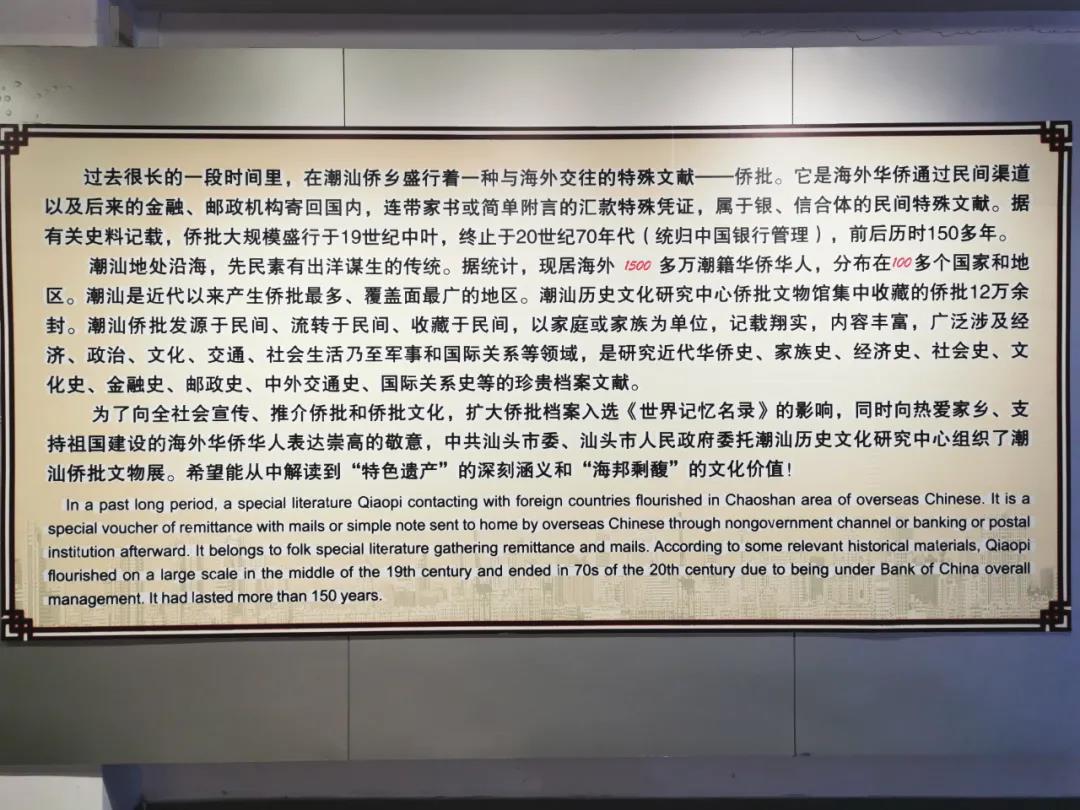 过去很长的一段时间里，在潮汕侨乡盛行着一种与海外交往的特殊文献——侨批。它是海外华侨通过民间渠道
以及后来的金融、邮政机构寄回国内，连带家书或简单附言的汇款特殊凭证，属于银、信合体的民间特殊文献。据
有关史料记载，侨批大规模盛行于19世纪中叶，终止于20世纪70年代（统归中国银行管理），前后历时150多年。
潮汕地处沿海，先民素有出洋谋生的传统。据统计，现居海外 1500 多万潮籍华侨华人，分布在100多个国家和地
区。潮汕是近代以来产生侨批最多、覆盖面最广的地区。潮汕历史文化研究中心侨批文物馆集中收藏的侨批12万余
封。潮汕侨批发源于民间、流转于民间、收藏于民间，以家庭或家族为单位，记载翔实，内容丰富，广泛涉及经
济、政治、文化、交通、社会生活乃至军事和国际关系等领域，是研究近代华侨史、家族史、经济史、社会史、文
化史、金融史、邮政史、中外交通史、国际关系史等的珍贵档案文献。
为了向全社会宣传、推介侨批和侨批文化，扩大侨批档案入选《世界记忆名录》的影响，同时向热爱家乡、支
持祖国建设的海外华侨华人表达崇高的敬意，中共汕头市委、汕头市人民政府委托潮汕历史文化研究中心组织了潮
汕侨批文物展。希望能从中解读到“特色遗产”的深刻涵义和“海邦剩馥”的文化价值！
In a past long period, a special literature Qiaopi contacting with foreign countries flourished in Chaoshan area of overseas Chinese. It is a
special voucher of remittance with mails or simple note sent to home by overseas Chinese through nongovernment channel or banking or postal
institution afterward. It belongs to folk special literature gathering remittance and mails. According to some relevant historical materials, Qiaopi
flourished on a large scale in the middle of the 19th century and ended in 70s of the 20th century due to being under Bank of China overall
management. It had lasted more than 150 years.